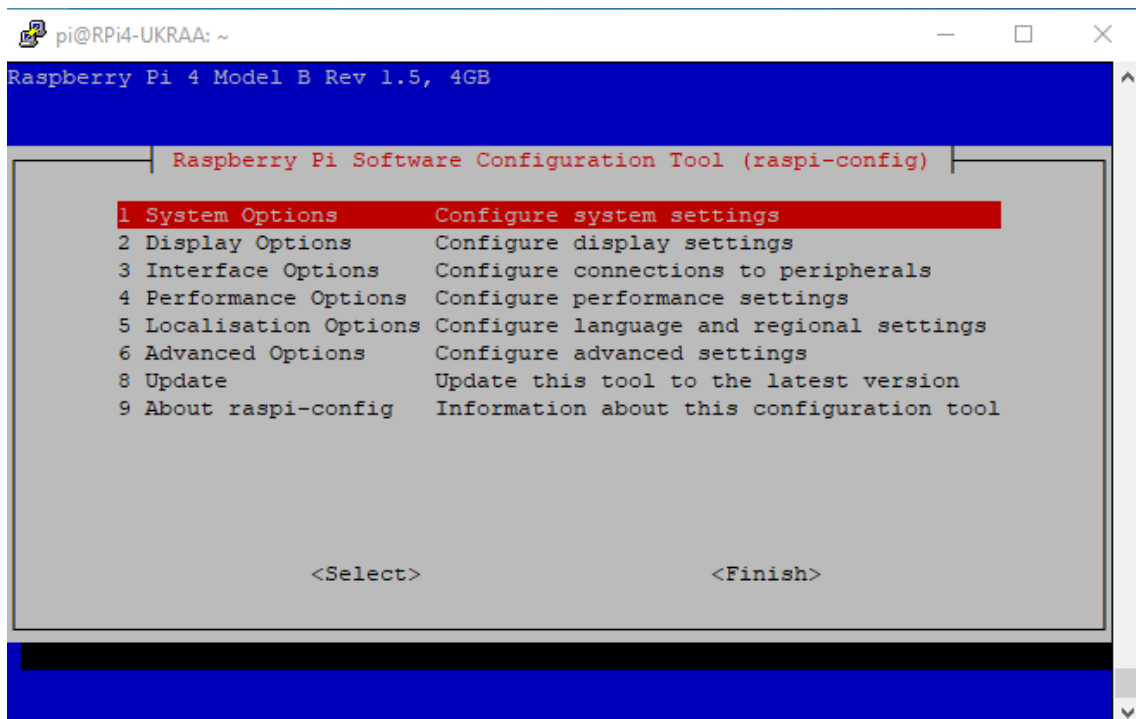 pi@RPi4-UKRAA: ~
Raspberry Pi 4 Model B Rev 1.5, 4GB
Raspberry Pi Software Configuration Tool (raspi-config)
1 System Options Configure system settings
2 Display Options Configure display settings
3 Interface Options Configure connections to peripherals
4 Performance Options Configure performance settings
5 Localisation Options Configure language and regional settings
6 Advanced Options Configure advanced settings
8 Update Update this tool to the latest version
9 About raspi-config Information about this configuration tool
<Select> <Finish>